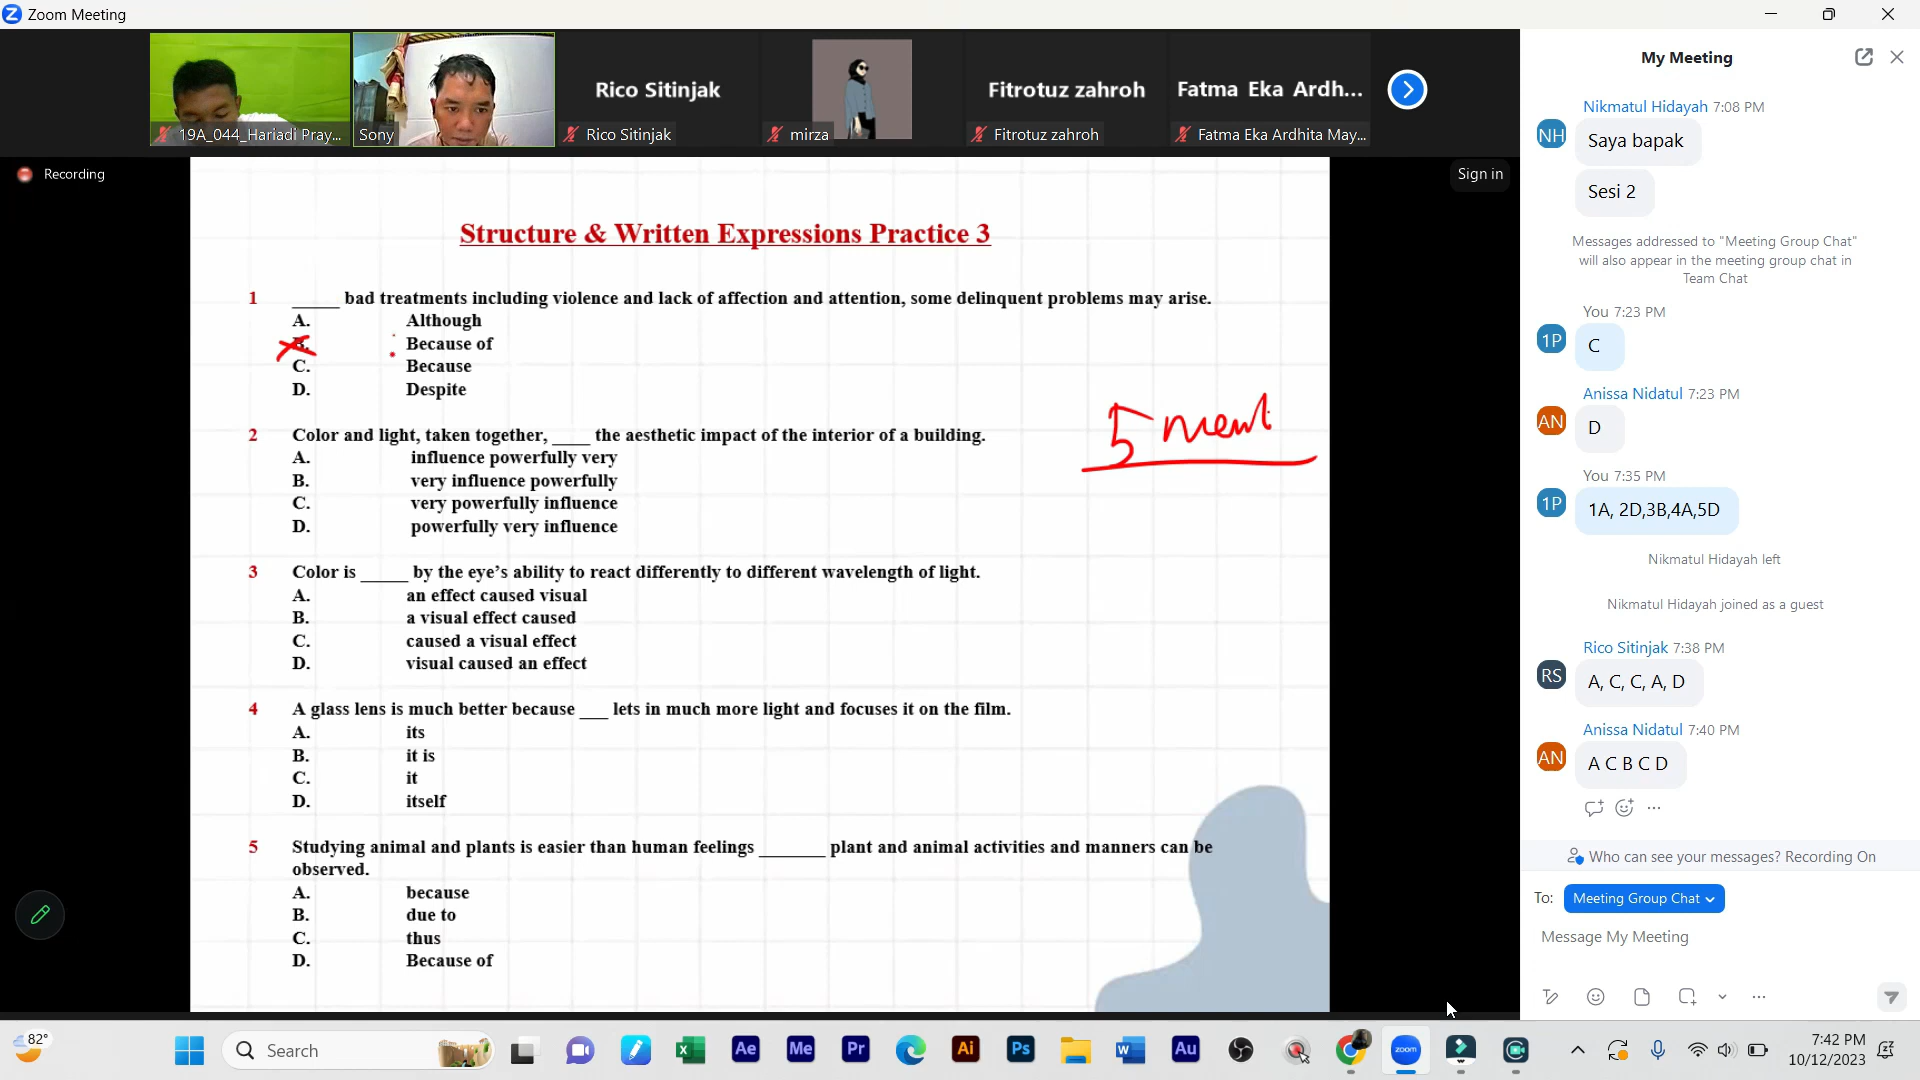 Zoom Meeting
19A_044_Hariadi Pray...
Sony
Rico Sitinjak
Rico Sitinjak
mirza
Fitrotuz zahroh
Fitrotuz zahroh
Fatma Eka Ardh...
Fatma Eka Ardhita May...
Recording
Sign in
Structure & Written Expressions Practice 3
1 _____ bad treatments including violence and lack of affection and attention, some delinquent problems may arise.
A. Although
B. Because of
C. Because
D. Despite
5 menit
2 Color and light, taken together, ____ the aesthetic impact of the interior of a building.
A. influence powerfully very
B. very influence powerfully
C. very powerfully influence
D. powerfully very influence
3 Color is _____ by the eye’s ability to react differently to different wavelength of light.
A. an effect caused visual
B. a visual effect caused
C. caused a visual effect
D. visual caused an effect
4 A glass lens is much better because ___ lets in much more light and focuses it on the film.
A. its
B. it is
C. it
D. itself
5 Studying animal and plants is easier than human feelings _______ plant and animal activities and manners can be
observed.
A. because
B. due to
C. thus
D. Because of
My Meeting
Nikmatul Hidayah 7:08 PM
NH
Saya bapak
Sesi 2
Messages addressed to "Meeting Group Chat"
will also appear in the meeting group chat in
Team Chat
You 7:23 PM
1P
C
Anissa Nidatul 7:23 PM
AN
D
You 7:35 PM
1P
1A, 2D,3B,4A,5D
Nikmatul Hidayah left
Nikmatul Hidayah joined as a guest
Rico Sitinjak 7:38 PM
RS
A, C, C, A, D
Anissa Nidatul 7:40 PM
AN
A C B C D
Who can see your messages? Recording On
To: Meeting Group Chat
Message My Meeting
82°
Search
Ae
Me
Pr
Ai
Ps
Au
zoom
7:42 PM
10/12/2023